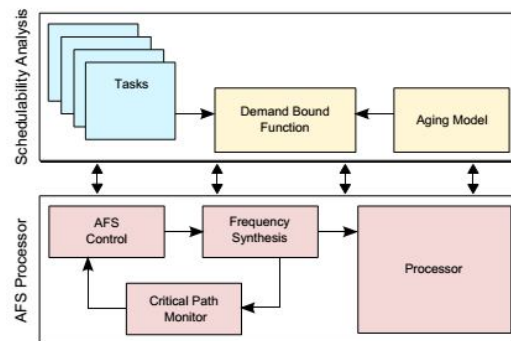 Schedulability Analysis
Tasks
Demand Bound
Function
Aging Model
AFS Processor
AFS
Control
Frequency
Synthesis
Processor
Critical Path
Monitor